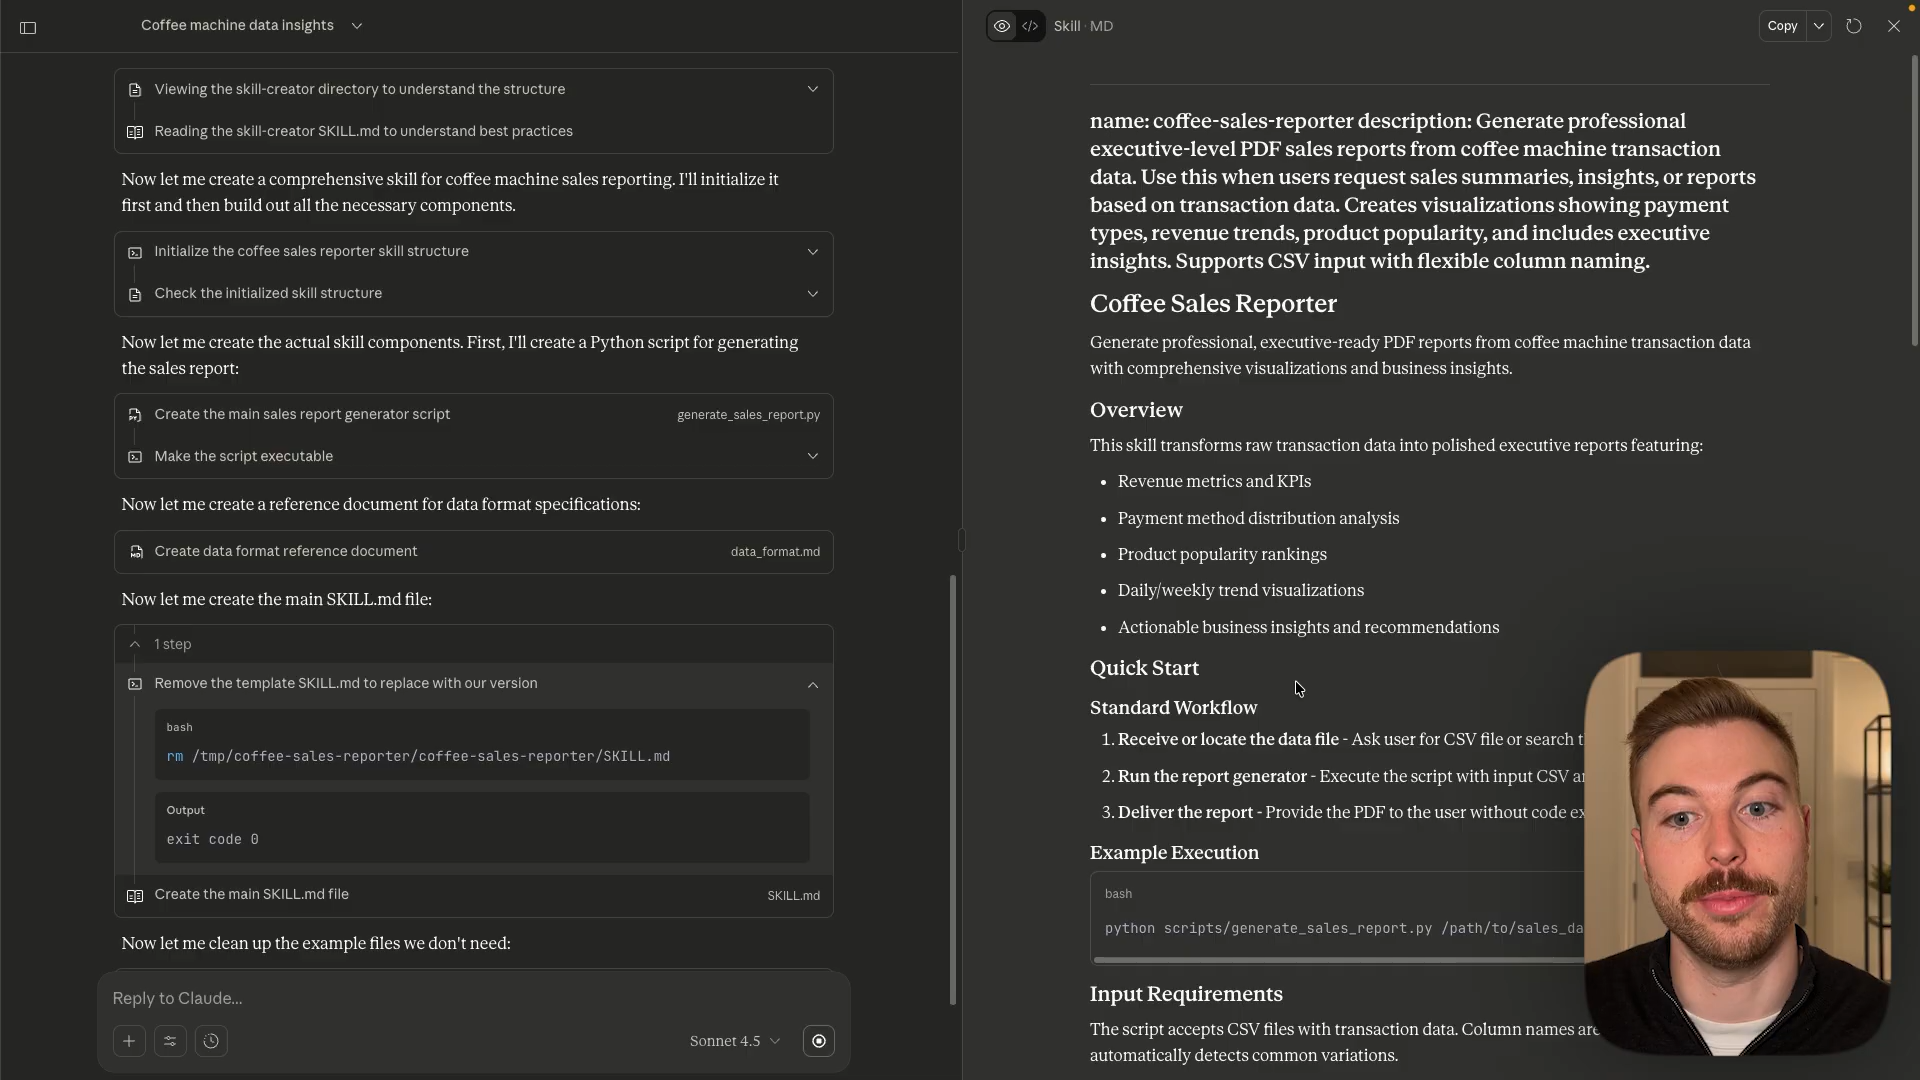 Coffee machine data insights
Viewing the skill-creator directory to understand the structure
Reading the skill-creator SKILL.md to understand best practices
Now let me create a comprehensive skill for coffee machine sales reporting. I'll initialize it
first and then build out all the necessary components.
Initialize the coffee sales reporter skill structure
Check the initialized skill structure
Now let me create the actual skill components. First, I'll create a Python script for generating
the sales report:
Create the main sales report generator script generate_sales_report.py
Make the script executable
Now let me create a reference document for data format specifications:
Create data format reference document data_format.md
Now let me create the main SKILL.md file:
1 step
Remove the template SKILL.md to replace with our version
bash
rm /tmp/coffee-sales-reporter/coffee-sales-reporter/SKILL.md
Output
exit code 0
Create the main SKILL.md file SKILL.md
Now let me clean up the example files we don't need:
Reply to Claude...
Sonnet 4.5
Skill · MD
Copy
name: coffee-sales-reporter description: Generate professional
executive-level PDF sales reports from coffee machine transaction
data. Use this when users request sales summaries, insights, or reports
based on transaction data. Creates visualizations showing payment
types, revenue trends, product popularity, and includes executive
insights. Supports CSV input with flexible column naming.
Coffee Sales Reporter
Generate professional, executive-ready PDF reports from coffee machine transaction data
with comprehensive visualizations and business insights.
Overview
This skill transforms raw transaction data into polished executive reports featuring:
• Revenue metrics and KPIs
• Payment method distribution analysis
• Product popularity rankings
• Daily/weekly trend visualizations
• Actionable business insights and recommendations
Quick Start
Standard Workflow
1. Receive or locate the data file - Ask user for CSV file or search
2. Run the report generator - Execute the script with input CSV
3. Deliver the report - Provide the PDF to the user without code
Example Execution
bash
python scripts/generate_sales_report.py /path/to/sales_da
Input Requirements
The script accepts CSV files with transaction data. Column names are
automatically detects common variations.